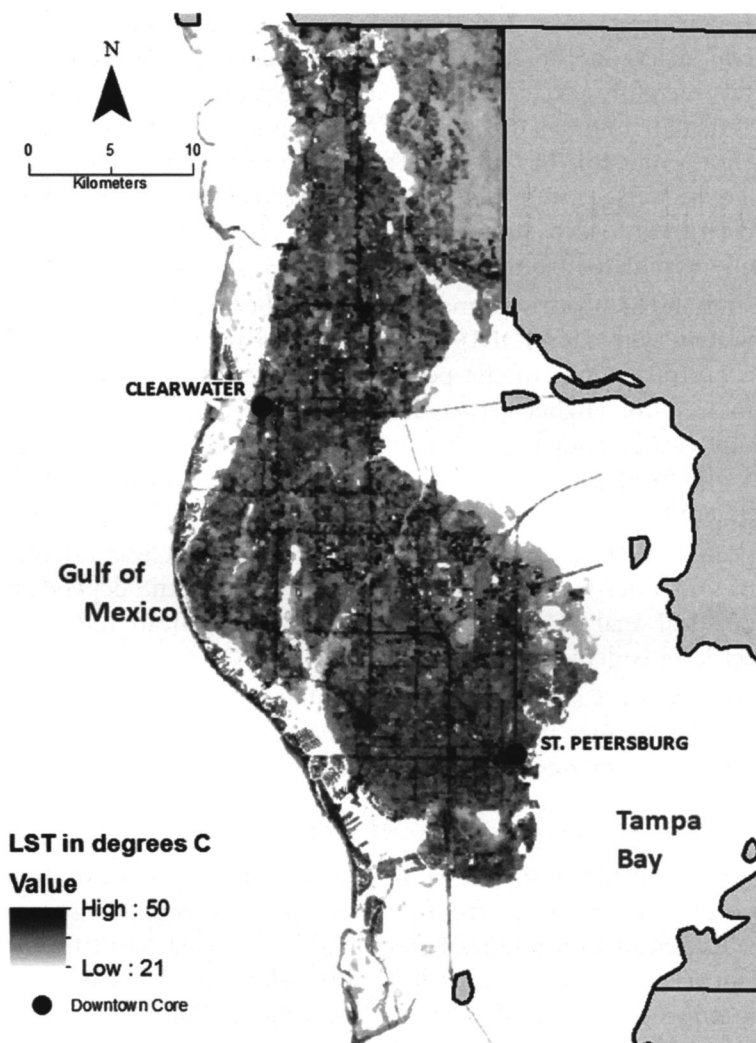 N
0 5 10
Kilometers
CLEARWATER
Gulf of
Mexico
ST. PETERSBURG
Tampa
Bay
LST in degrees C
Value
High : 50
Low : 21
Downtown Core